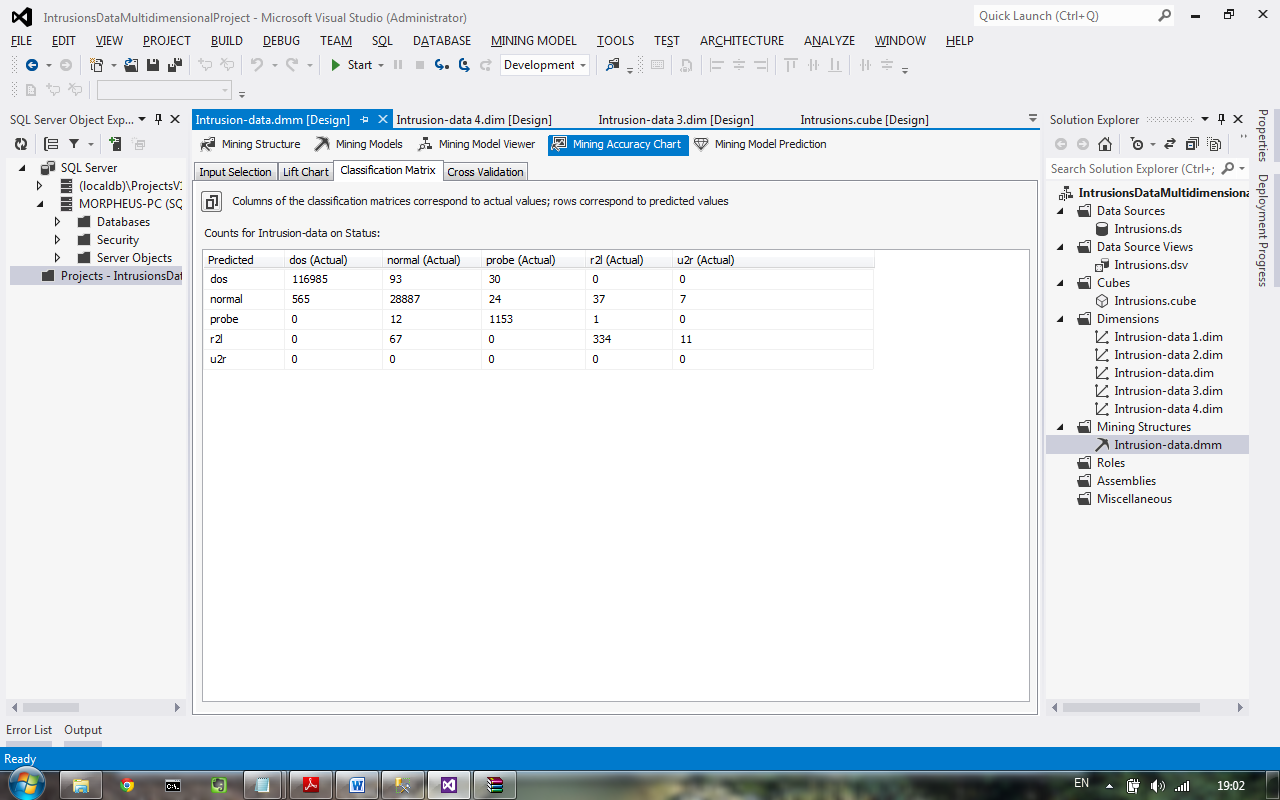 IntrusionsDataMultidimensionalProject - Microsoft Visual Studio (Administrator)
Quick Launch (Ctrl+Q)
FILE EDIT VIEW PROJECT BUILD DEBUG TEAM SQL DATABASE MINING MODEL TOOLS TEST ARCHITECTURE ANALYZE WINDOW HELP
Start Development
SQL Server Object Exp...
SQL Server
(localdb)\ProjectsV
MORPHEUS-PC (SQ
Databases
Security
Server Objects
Projects - IntrusionsDat
Intrusion-data.dmm [Design] Intrusion-data 4.dim [Design] Intrusion-data 3.dim [Design] Intrusions.cube [Design]
Mining Structure Mining Models Mining Model Viewer Mining Accuracy Chart Mining Model Prediction
Input Selection Lift Chart Classification Matrix Cross Validation
Columns of the classification matrices correspond to actual values; rows correspond to predicted values
Counts for Intrusion-data on Status:
Predicted dos (Actual) normal (Actual) probe (Actual) r2l (Actual) u2r (Actual)
dos 116985 93 30 0 0
normal 565 28887 24 37 7
probe 0 12 1153 1 0
r2l 0 67 0 334 11
u2r 0 0 0 0 0
Solution Explorer
Search Solution Explorer (Ctrl+;
IntrusionsDataMultidimensiona
Data Sources
Intrusions.ds
Data Source Views
Intrusions.dsv
Cubes
Intrusions.cube
Dimensions
Intrusion-data 1.dim
Intrusion-data 2.dim
Intrusion-data.dim
Intrusion-data 3.dim
Intrusion-data 4.dim
Mining Structures
Intrusion-data.dmm
Roles
Assemblies
Miscellaneous
Properties
Deployment Progress
Error List Output
Ready
EN 19:02